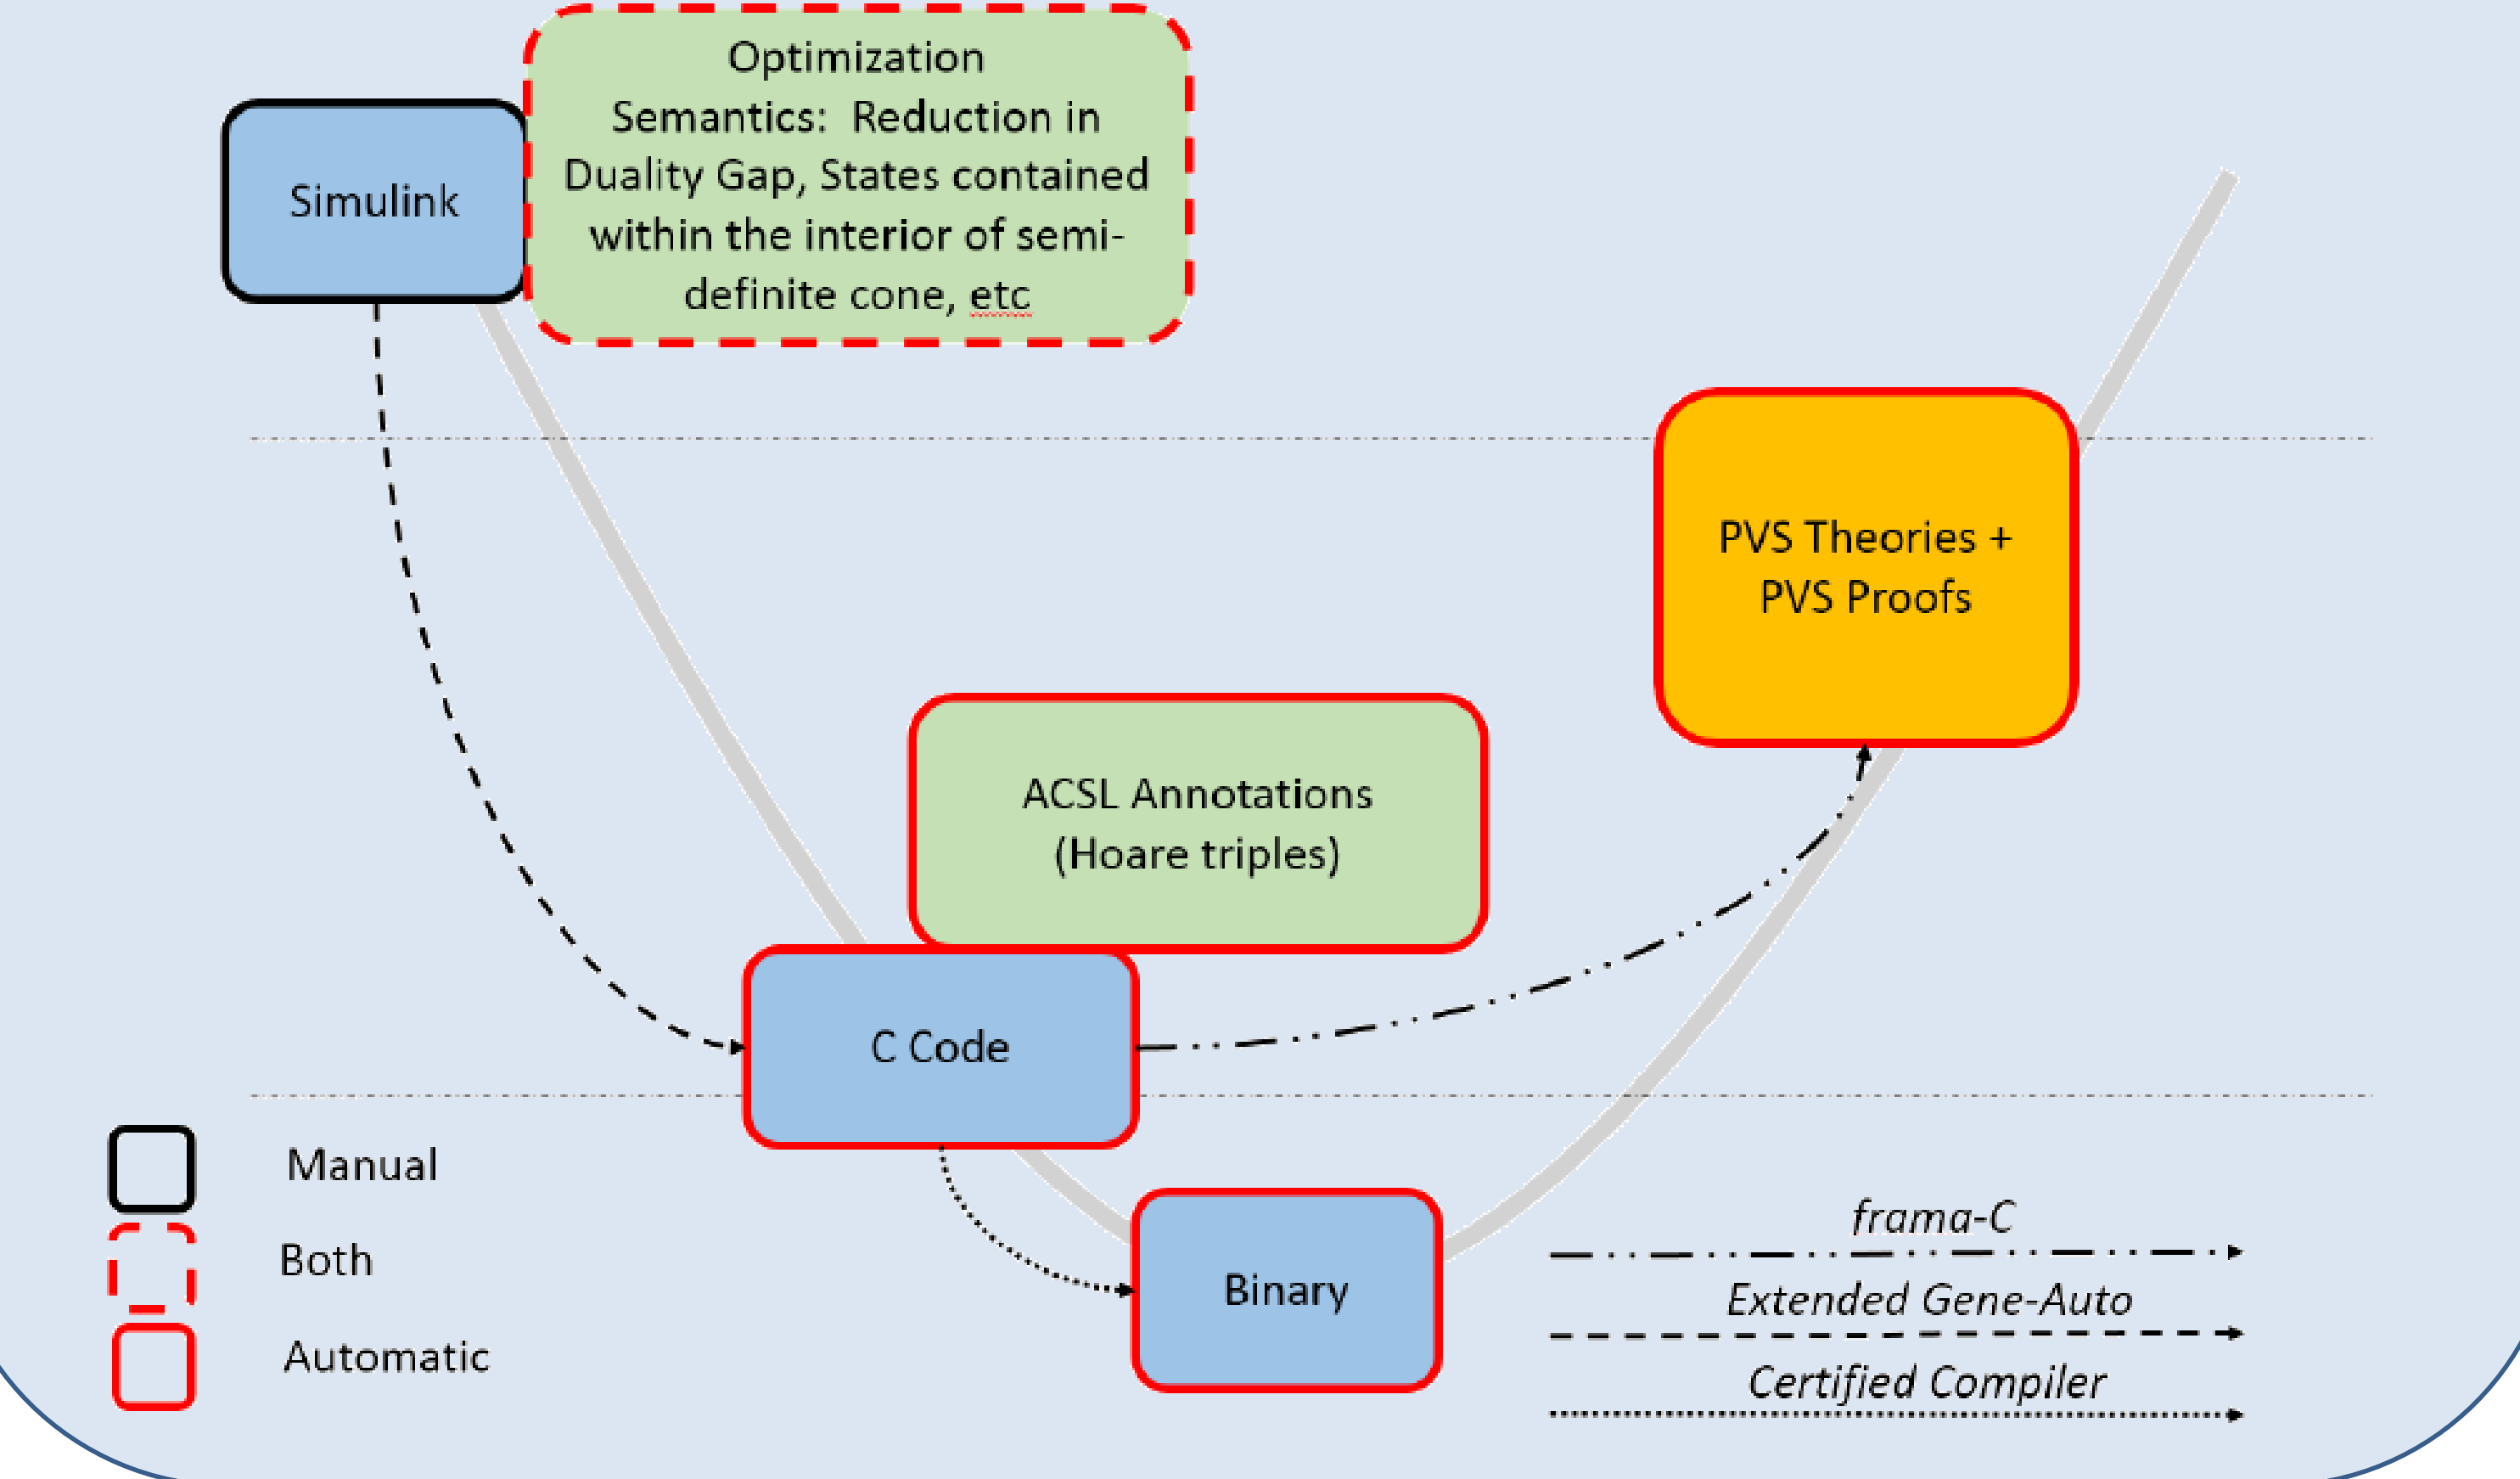 Optimization
Semantics:  Reduction in
Duality Gap, States contained
within the interior of semi-
definite cone, etc
Simulink
PVS Theories +
PVS Proofs
ACSL Annotations
(Hoare triples)
C Code
Binary
Manual
Both
Automatic
frama-C
Extended Gene-Auto
Certified Compiler